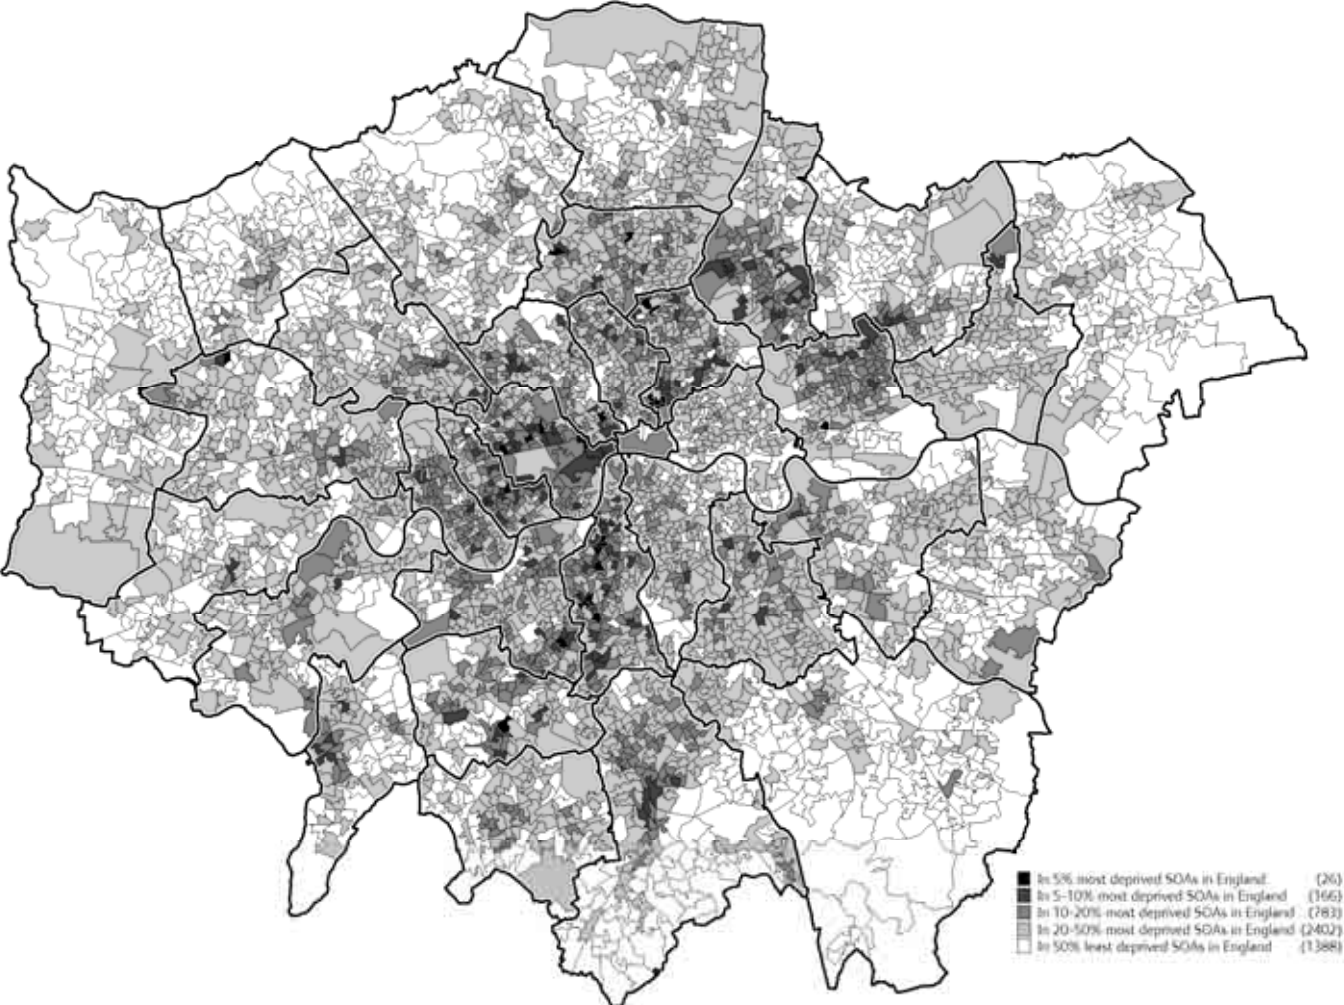 In 5% most deprived SOAs in England (26)
In 5-10% most deprived SOAs in England (166)
In 10-20% most deprived SOAs in England (783)
In 20-50% most deprived SOAs in England (2402)
In 50% least deprived SOAs in England (1388)